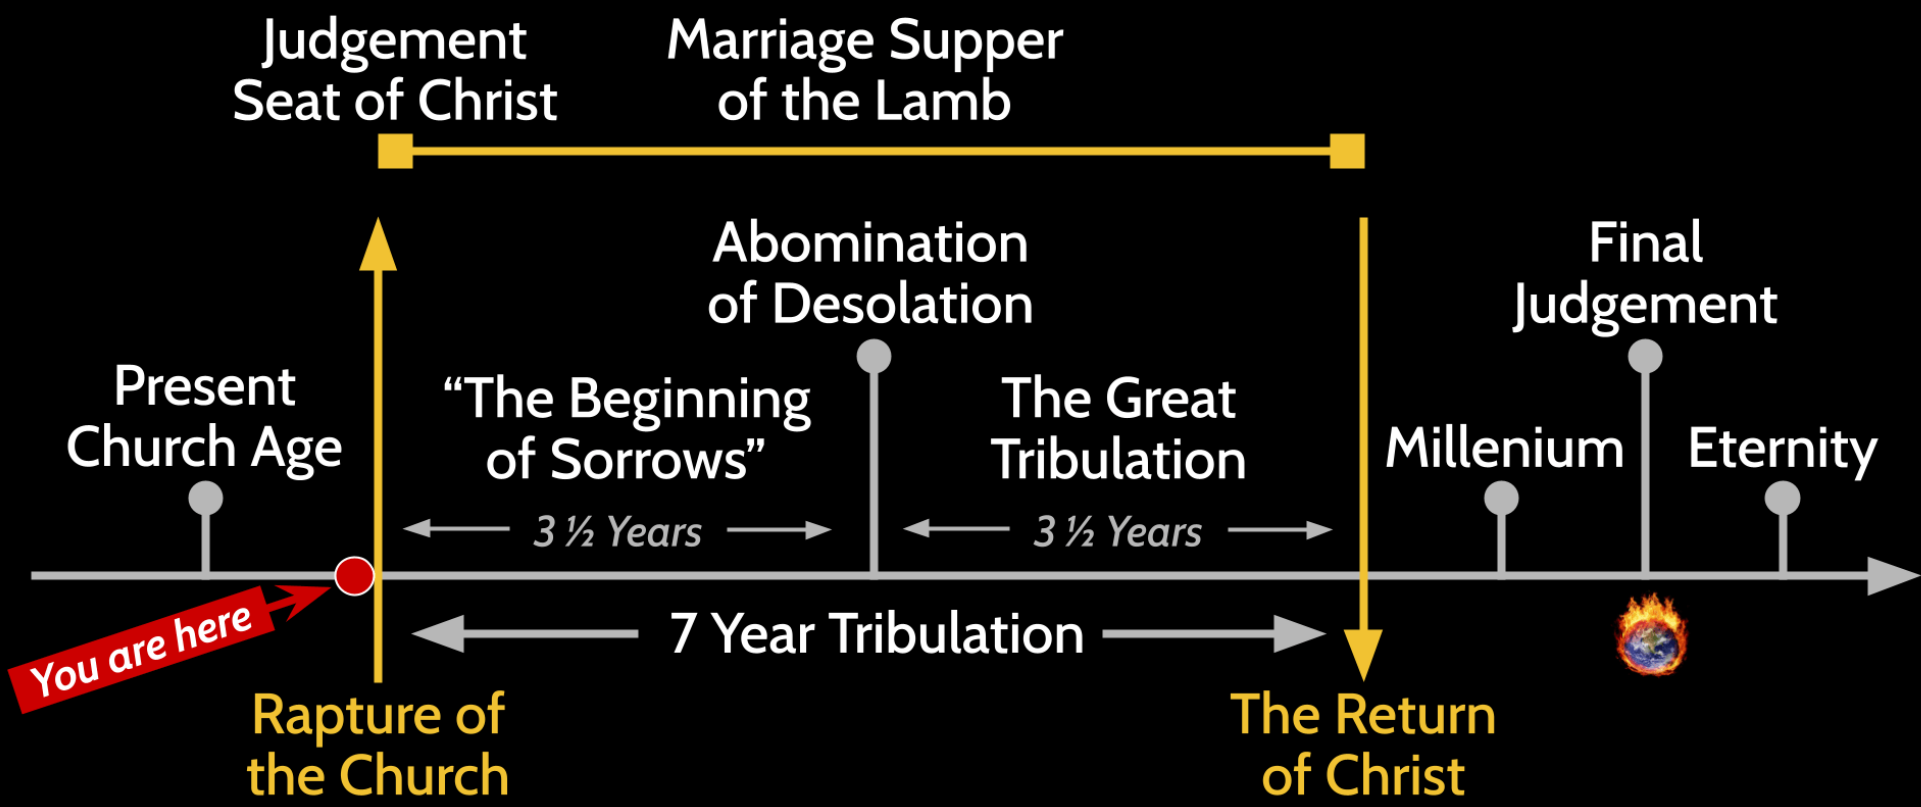 Judgement
Seat of Christ
Marriage Supper
of the Lamb
Abomination
of Desolation
Final
Judgement
Present
Church Age
“The Beginning
of Sorrows”
The Great
Tribulation
Millenium
Eternity
3 ½ Years
3 ½ Years
You are here
7 Year Tribulation
Rapture of
the Church
The Return
of Christ